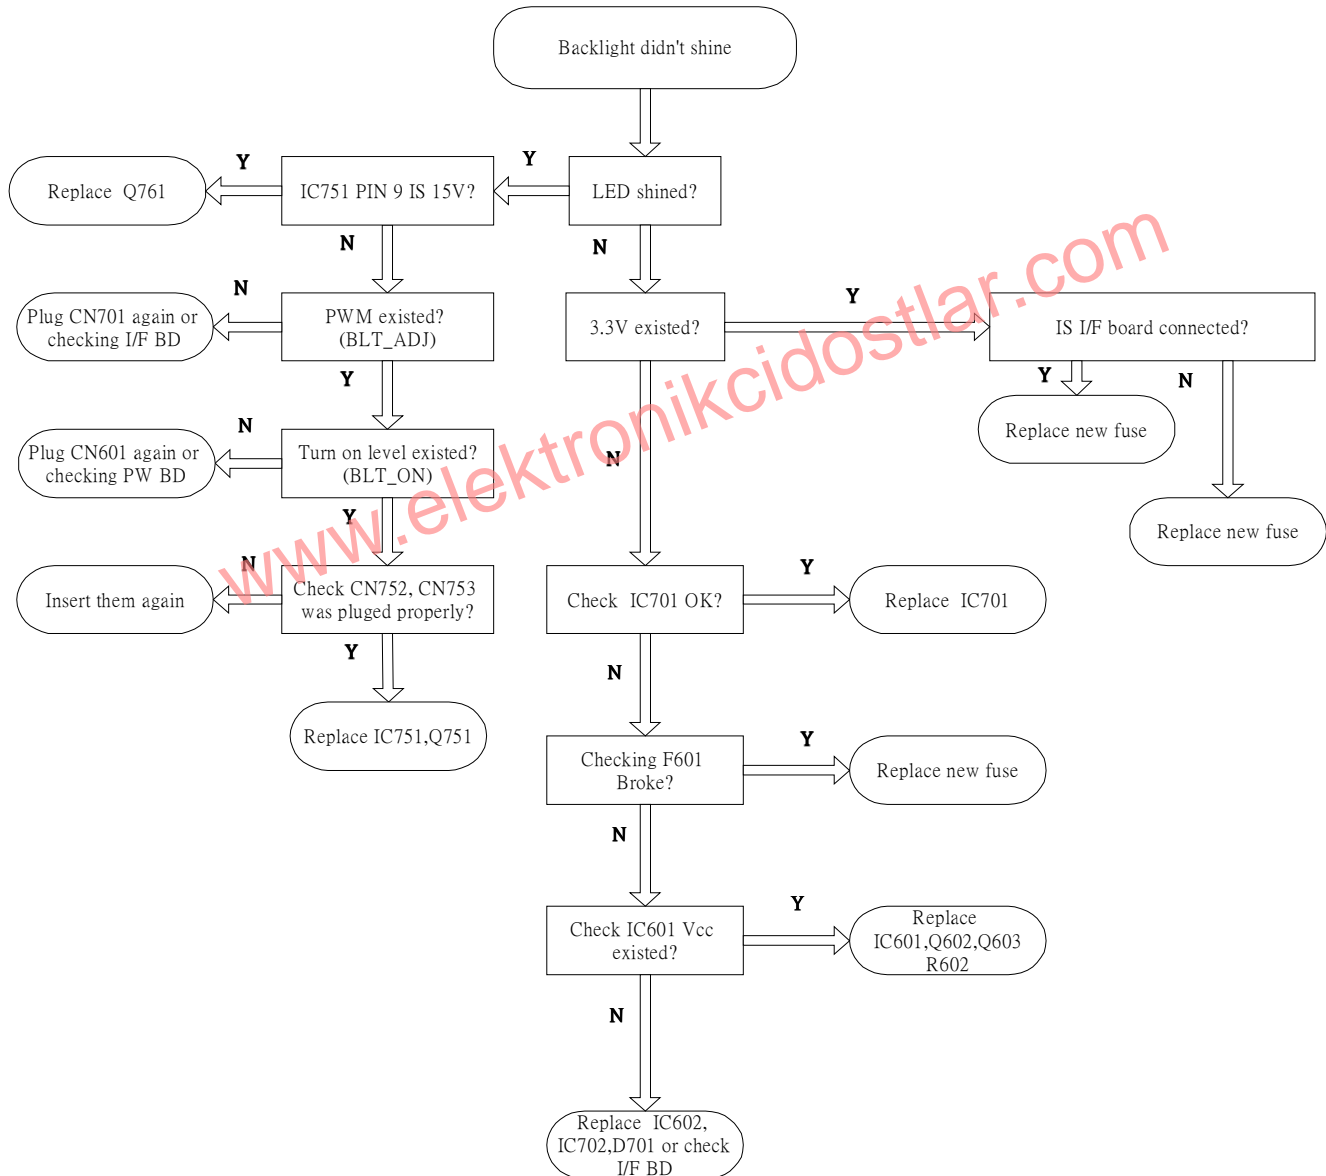 Backlight didn't shine
Y
Y
Replace Q761
IC751 PIN 9 IS 15V?
LED shined?
N
N
N
Y
Plug CN701 again or
checking I/F BD
PWM existed?
(BLT_ADJ)
3.3V existed?
IS I/F board connected?
Y
Y
N
N
Plug CN601 again or
checking PW BD
Turn on level existed?
(BLT_ON)
N
Replace new fuse
Y
Replace new fuse
N
Y
Insert them again
Check CN752, CN753
was pluged properly?
Check IC701 OK?
Replace IC701
Y
N
Replace IC751,Q751
Checking F601
Broke?
Y
Replace new fuse
N
Check IC601 Vcc
existed?
Y
Replace
IC601,Q602,Q603
R602
N
Replace IC602,
IC702,D701 or check
I/F BD
www.elektronikcidostlar.com